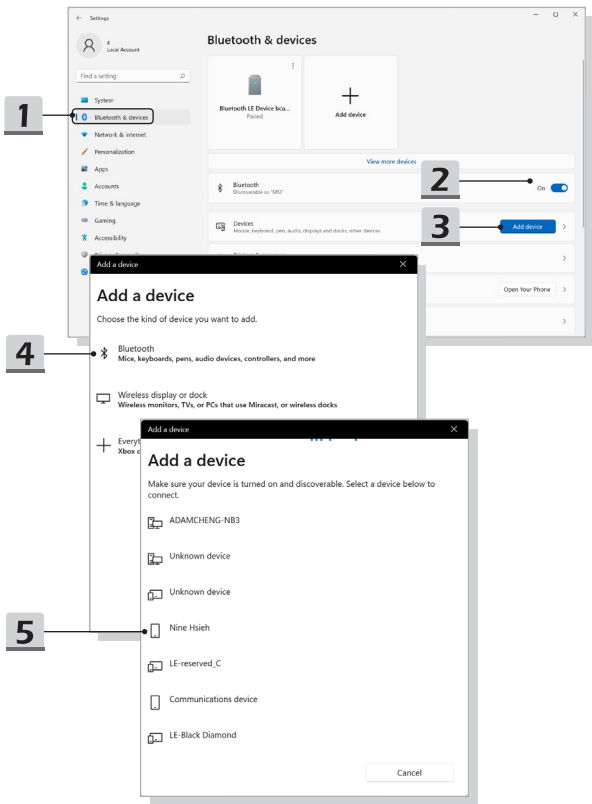 Settings
z
Local Account
Find a setting
System
Bluetooth & devices
Network & internet
Personalization
Apps
Accounts
Time & language
Gaming
Accessibility
Bluetooth & devices
Bluetooth LE Device bca...
Paired
Add device
View more devices
Bluetooth
Discoverable as "MSI"
On
Devices
Mouse, keyboard, pen, audio, displays and docks, other devices
Add device
Open Your Phone
1
2
3
Add a device
Add a device
Choose the kind of device you want to add.
4
Bluetooth
Mice, keyboards, pens, audio devices, controllers, and more
Wireless display or dock
Wireless monitors, TVs, or PCs that use Miracast, or wireless docks
Everyt
Xbox c
Add a device
Add a device
Make sure your device is turned on and discoverable. Select a device below to
connect.
ADAMCHENG-NB3
Unknown device
Unknown device
5
Nine Hsieh
LE-reserved_C
Communications device
LE-Black Diamond
Cancel